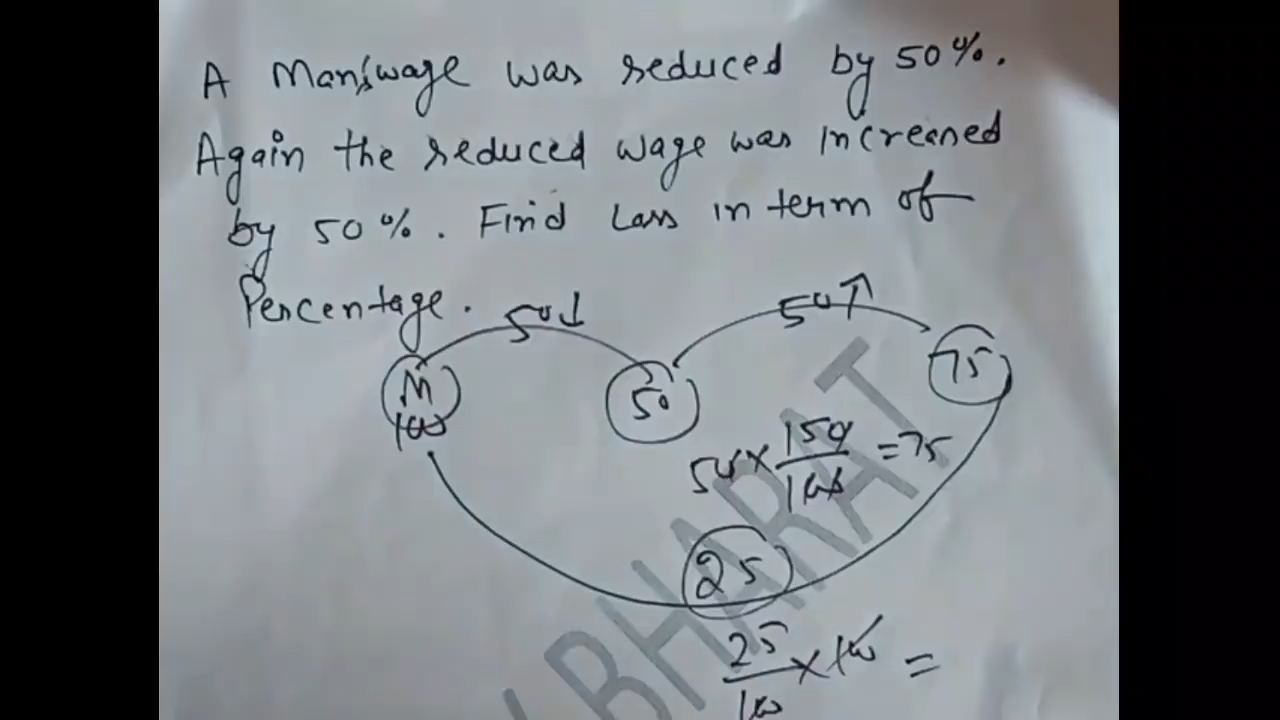 A Man's wage was reduced by 50%.
Again the reduced wage was increased
by 50%. Find Loss in term of
Percentage.
50↓
50↑
M
100
50
75
50 × 150/100 = 75
25
25/100 × 100 =
BHARAT